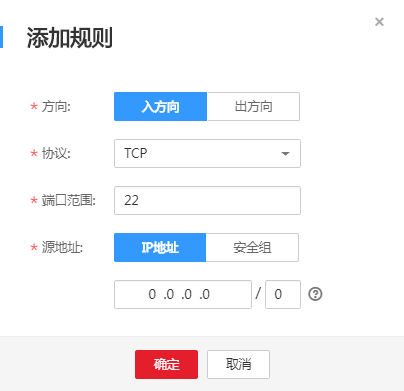 添加规则
×
* 方向: 入方向 出方向
* 协议: TCP
* 端口范围: 22
* 源地址: IP地址 安全组
0 .0 .0 .0 / 0 ?
确定 取消